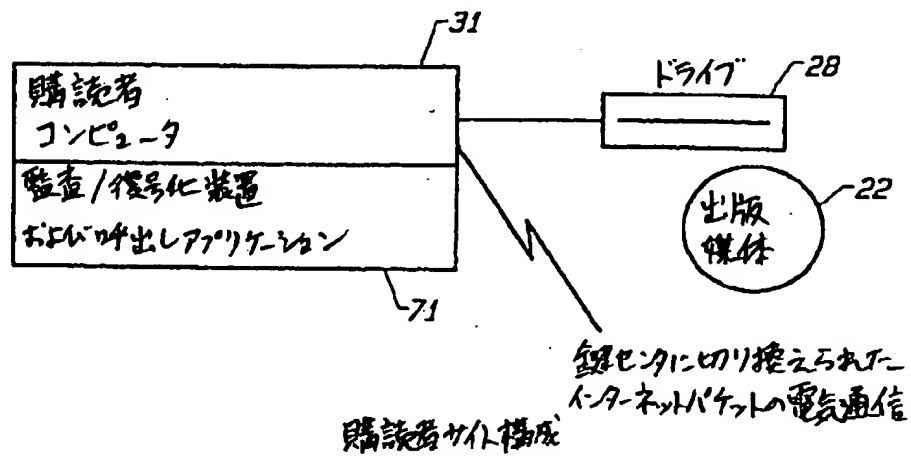 31
購読者
コンピュータ
監査/復号化装置
および呼出しアプリケーション
71
ドライブ
28
出版
媒体
22
鍵センタに切り換えられた
インターネットパケットの電気通信
購読者サイト構成